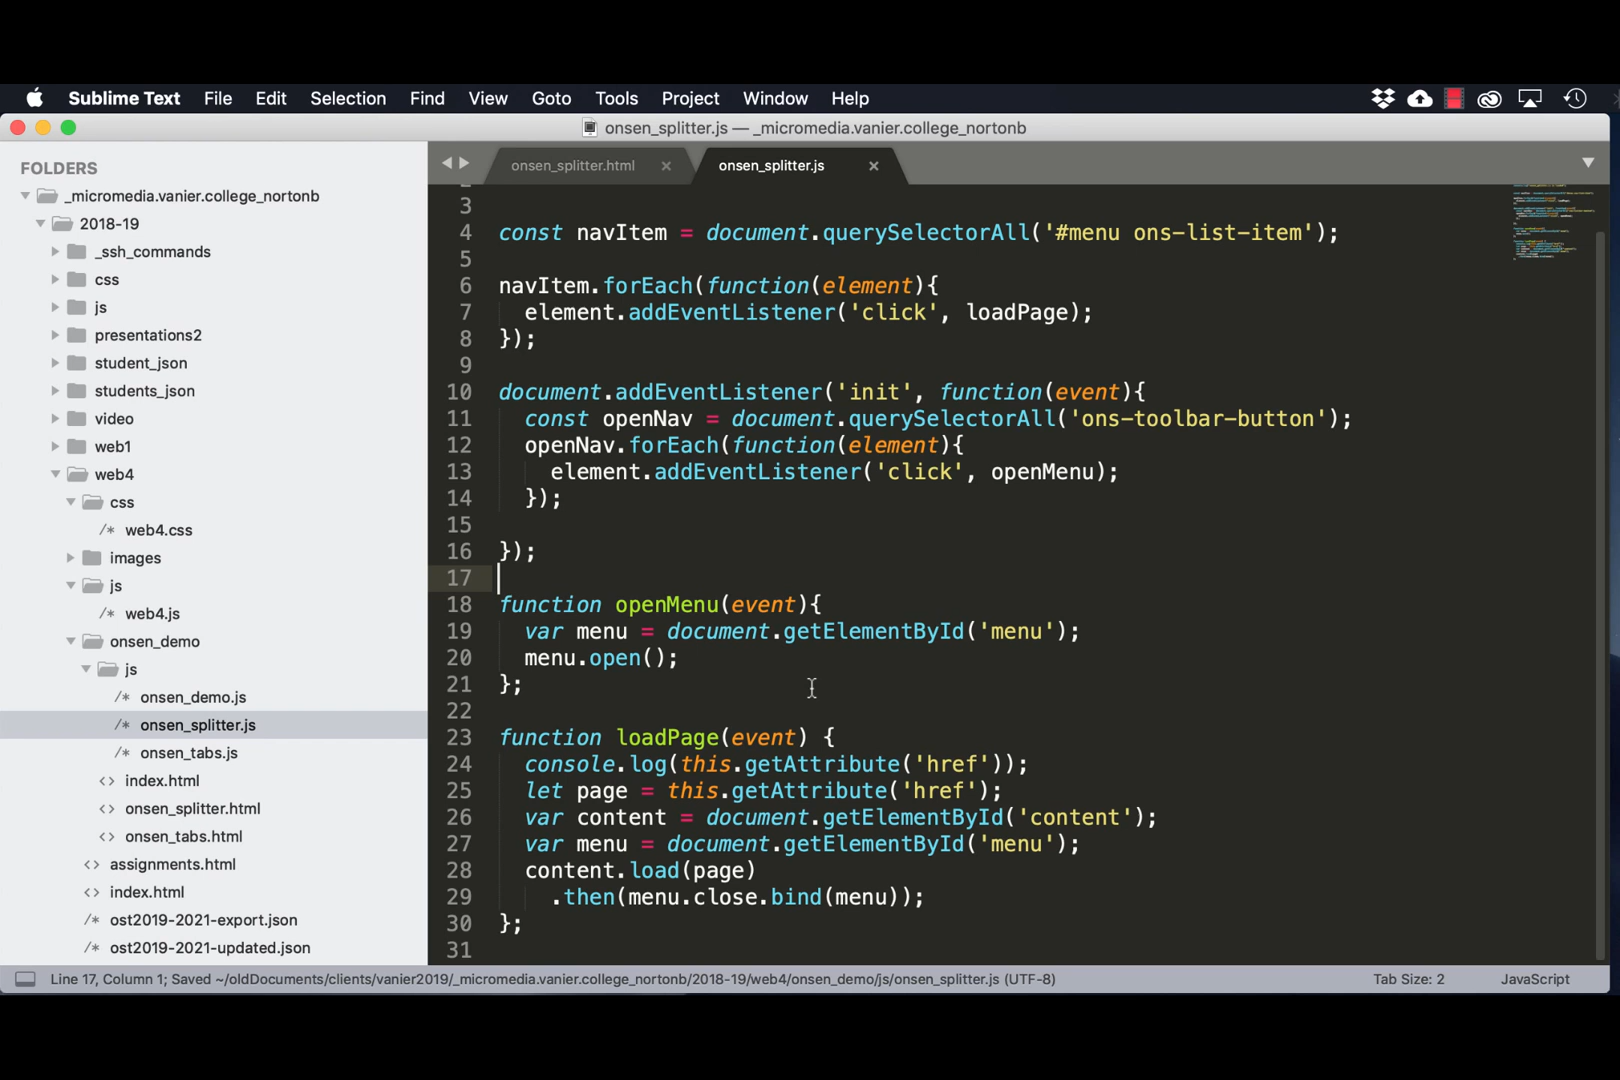 Sublime Text File Edit Selection Find View Goto Tools Project Window Help
onsen_splitter.js — _micromedia.vanier.college_nortonb
FOLDERS
_micromedia.vanier.college_nortonb
2018-19
_ssh_commands
css
js
presentations2
student_json
students_json
video
web1
web4
css
/* web4.css
images
js
/* web4.js
onsen_demo
js
/* onsen_demo.js
/* onsen_splitter.js
/* onsen_tabs.js
<> index.html
<> onsen_splitter.html
<> onsen_tabs.html
<> assignments.html
<> index.html
/* ost2019-2021-export.json
/* ost2019-2021-updated.json
onsen_splitter.html × onsen_splitter.js ×
3
4 const navItem = document.querySelectorAll('#menu ons-list-item');
5
6 navItem.forEach(function(element){
7 element.addEventListener('click', loadPage);
8 });
9
10 document.addEventListener('init', function(event){
11 const openNav = document.querySelectorAll('ons-toolbar-button');
12 openNav.forEach(function(element){
13 element.addEventListener('click', openMenu);
14 });
15
16 });
17
18 function openMenu(event){
19 var menu = document.getElementById('menu');
20 menu.open();
21 };
22
23 function loadPage(event) {
24 console.log(this.getAttribute('href'));
25 let page = this.getAttribute('href');
26 var content = document.getElementById('content');
27 var menu = document.getElementById('menu');
28 content.load(page)
29 .then(menu.close.bind(menu));
30 };
31
Line 17, Column 1; Saved ~/oldDocuments/clients/vanier2019/_micromedia.vanier.college_nortonb/2018-19/web4/onsen_demo/js/onsen_splitter.js (UTF-8) Tab Size: 2 JavaScript